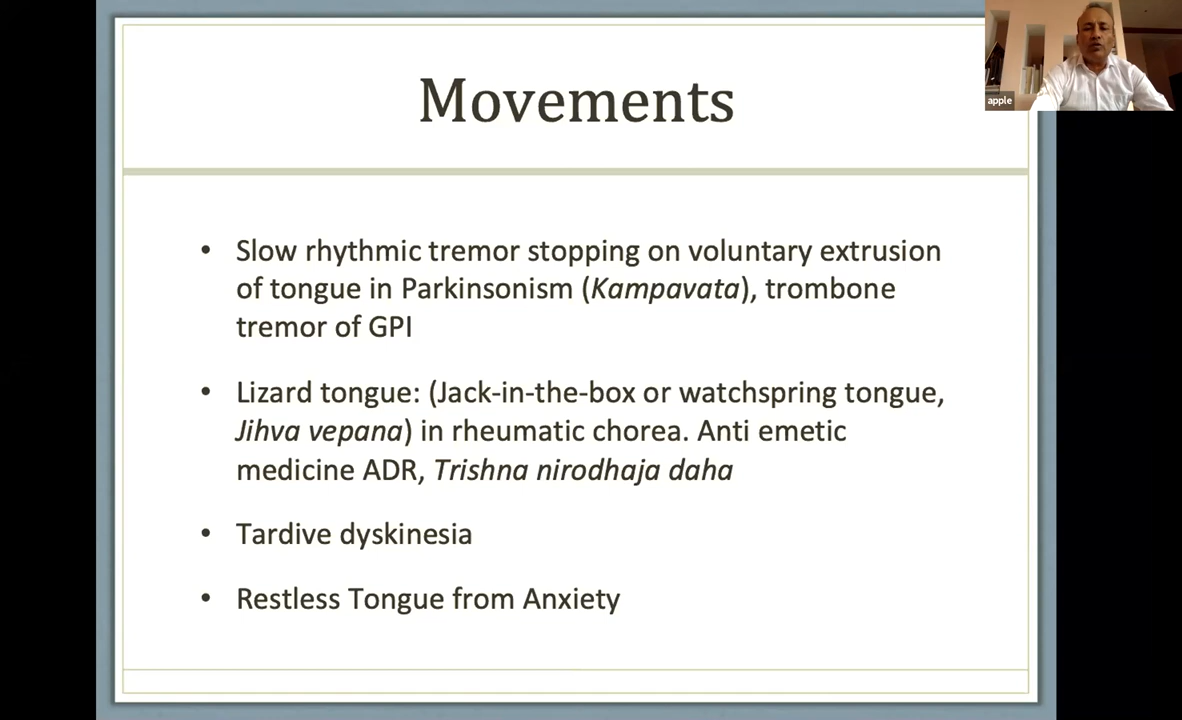 Movements
apple
• Slow rhythmic tremor stopping on voluntary extrusion
of tongue in Parkinsonism (Kampavata), trombone
tremor of GPI
• Lizard tongue: (Jack-in-the-box or watchspring tongue,
Jihva vepana) in rheumatic chorea. Anti emetic
medicine ADR, Trishna nirodhaja daha
• Tardive dyskinesia
• Restless Tongue from Anxiety